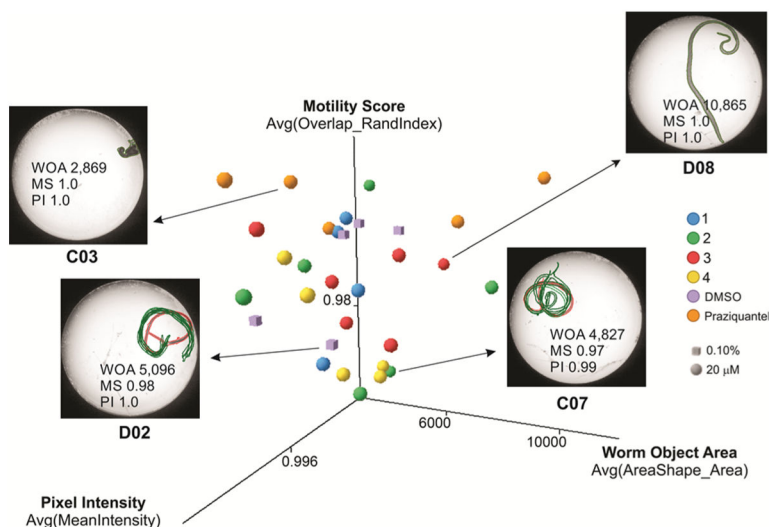 Motility Score
Avg(Overlap_RandIndex)
WOA 10,865
MS 1.0
PI 1.0
D08
WOA 2,869
MS 1.0
PI 1.0
C03
1
2
3
4
DMSO
Praziquantel
0.10%
20 μM
0.98
WOA 5,096
MS 0.98
PI 1.0
D02
WOA 4,827
MS 0.97
PI 0.99
C07
6000
10000
Worm Object Area
Avg(AreaShape_Area)
0.996
Pixel Intensity
Avg(MeanIntensity)